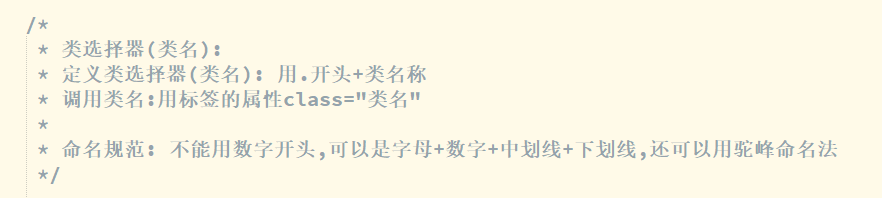 /*
* 类选择器(类名):
* 定义类选择器(类名): 用.开头+类名称
* 调用类名:用标签的属性class="类名"
*
* 命名规范: 不能用数字开头,可以是字母+数字+中划线+下划线,还可以用驼峰命名法
*/